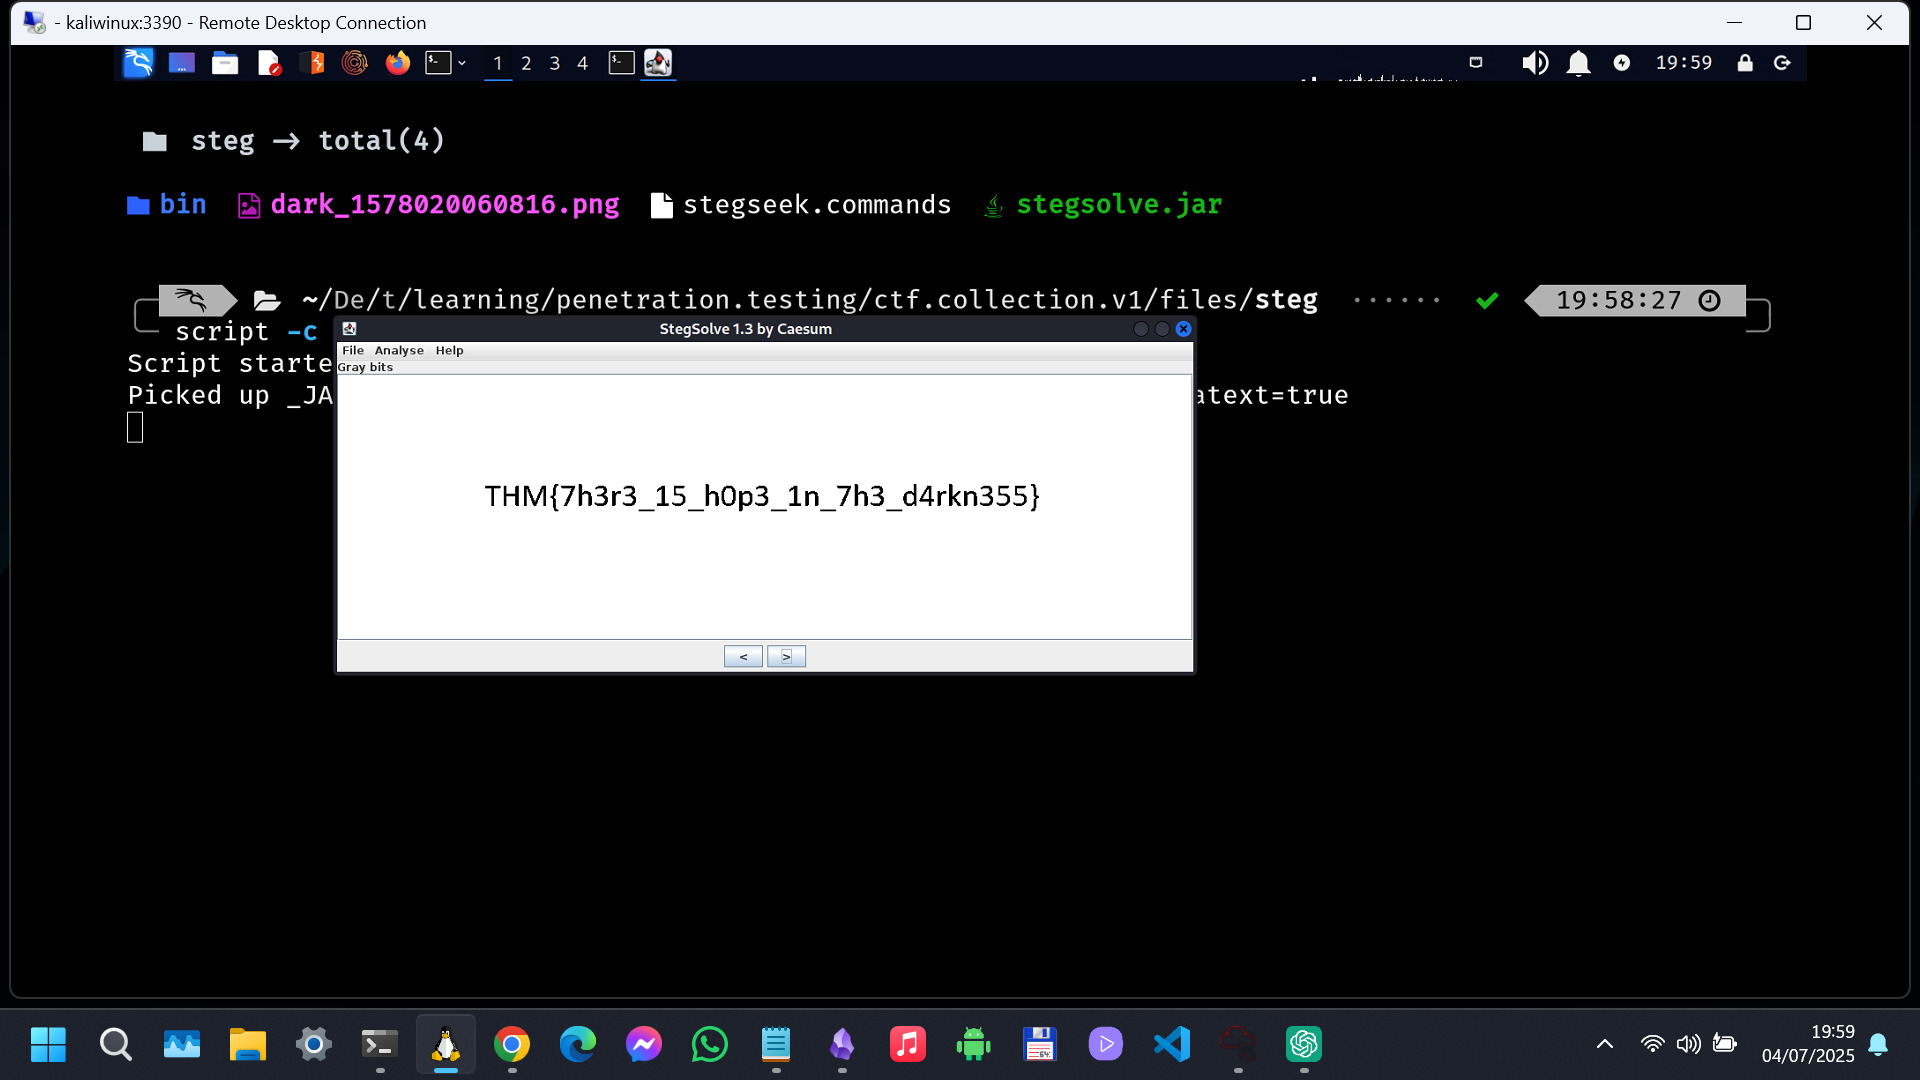 - kaliwinux:3390 - Remote Desktop Connection
1 2 3 4
19:59
steg → total(4)
bin dark_1578020060816.png stegseek.commands stegsolve.jar
~/De/t/learning/penetration.testing/ctf.collection.v1/files/steg ······ ✔ 19:58:27
script -c
StegSolve 1.3 by Caesum
File Analyse Help
Script starte
Gray bits
Picked up _JA
atext=true
THM{7h3r3_15_h0p3_1n_7h3_d4rkn355}
< >
19:59
04/07/2025